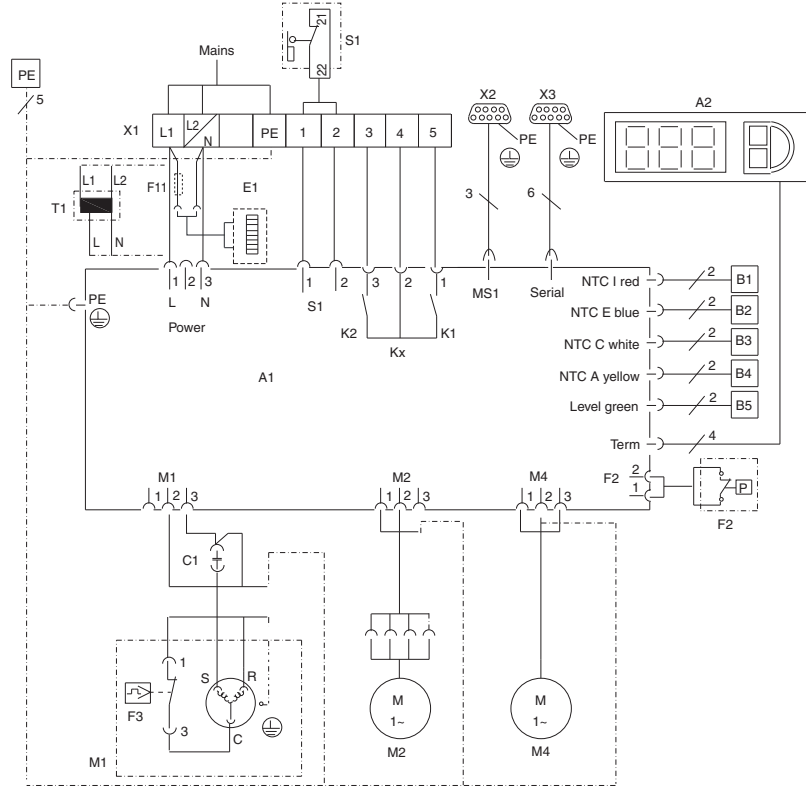 21
S1
22
Mains
PE
5
X2
X3
A2
X1
L1
L2
N
PE
1
2
3
4
5
PE
PE
L1
L2
F11
E1
T1
3
6
L
N
1
2
3
1
2
3
2
1
MS1
Serial
NTC I red
2
B1
PE
L
N
S1
Power
K2
K1
Kx
NTC E blue
2
B2
NTC C white
2
B3
A1
NTC A yellow
2
B4
Level green
2
B5
Term
4
M1
M2
M4
F2
2
1
P
1
2
3
1
2
3
1
2
3
F2
C1
1
S
R
F3
3
C
M
1~
M
1~
M1
M2
M4